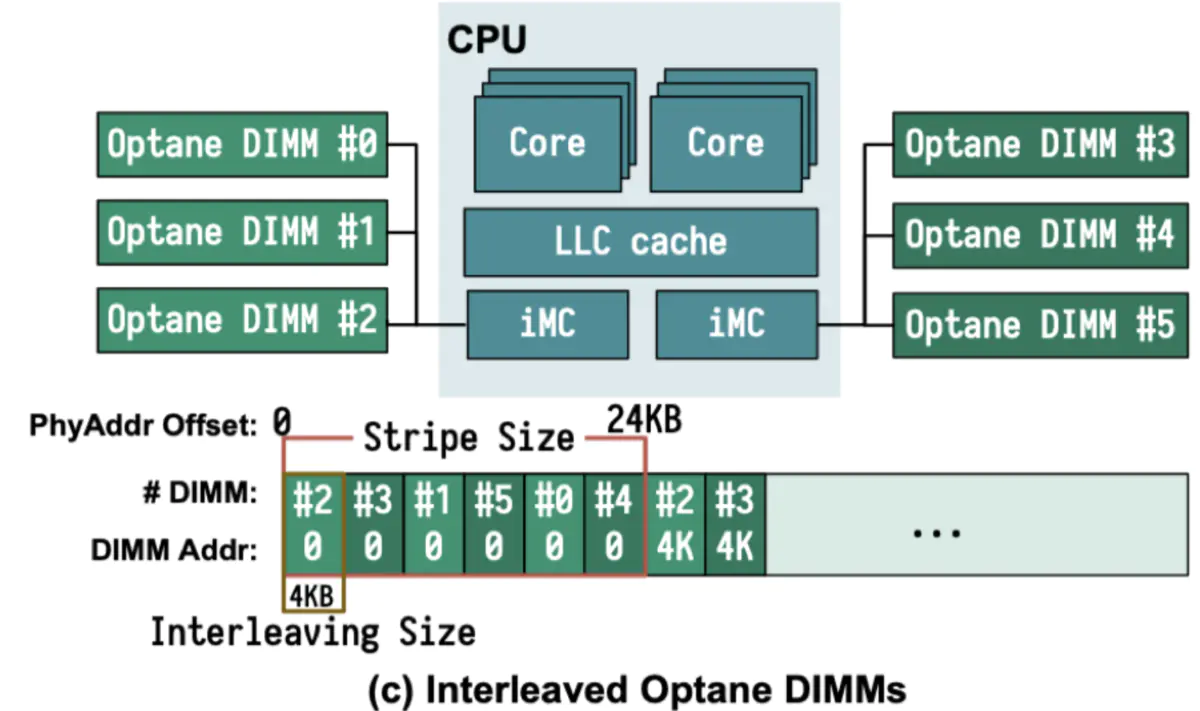 CPU
Core
Core
Optane DIMM #0
Optane DIMM #1
Optane DIMM #2
Optane DIMM #3
Optane DIMM #4
Optane DIMM #5
LLC cache
iMC
iMC
PhyAddr Offset: 0
24KB
Stripe Size
# DIMM: #2 #3 #1 #5 #0 #4 #2 #3
DIMM Addr: 0 0 0 0 0 0 4K 4K
...
4KB
Interleaving Size
(c) Interleaved Optane DIMMs